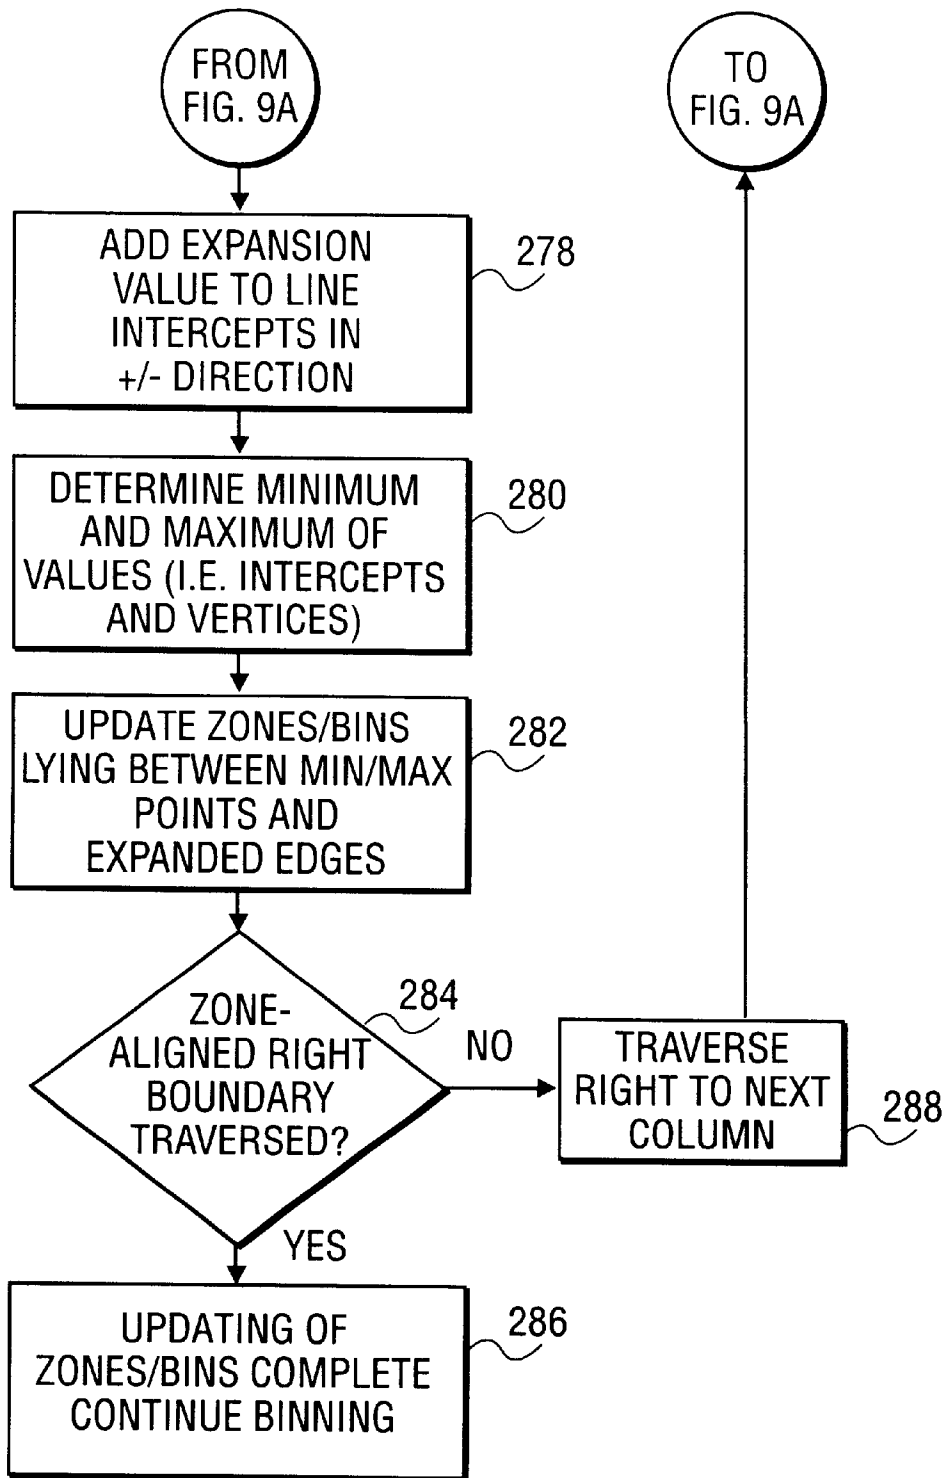 FROM
FIG. 9A
TO
FIG. 9A
ADD EXPANSION
VALUE TO LINE
INTERCEPTS IN
+/- DIRECTION
278
DETERMINE MINIMUM
AND MAXIMUM OF
VALUES (I.E. INTERCEPTS
AND VERTICES)
280
UPDATE ZONES/BINS
LYING BETWEEN MIN/MAX
POINTS AND
EXPANDED EDGES
282
ZONE-
ALIGNED RIGHT
BOUNDARY
TRAVERSED?
284
NO
TRAVERSE
RIGHT TO NEXT
COLUMN
288
YES
UPDATING OF
ZONES/BINS COMPLETE
CONTINUE BINNING
286